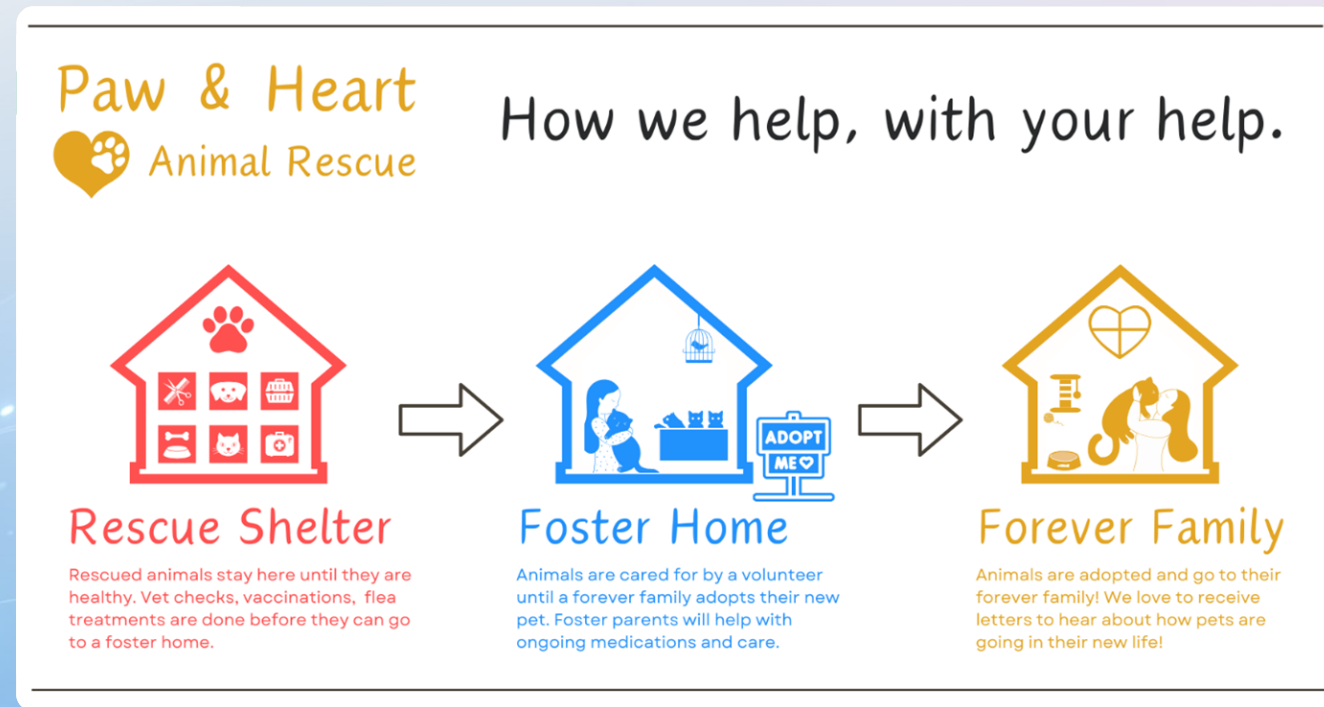 Paw & Heart
Animal Rescue
How we help, with your help.
ADOPT
ME
Rescue Shelter
Rescued animals stay here until they are
healthy. Vet checks, vaccinations, flea
treatments are done before they can go
to a foster home.
Foster Home
Animals are cared for by a volunteer
until a forever family adopts their new
pet. Foster parents will help with
ongoing medications and care.
Forever Family
Animals are adopted and go to their
forever family! We love to receive
letters to hear about how pets are
going in their new life!